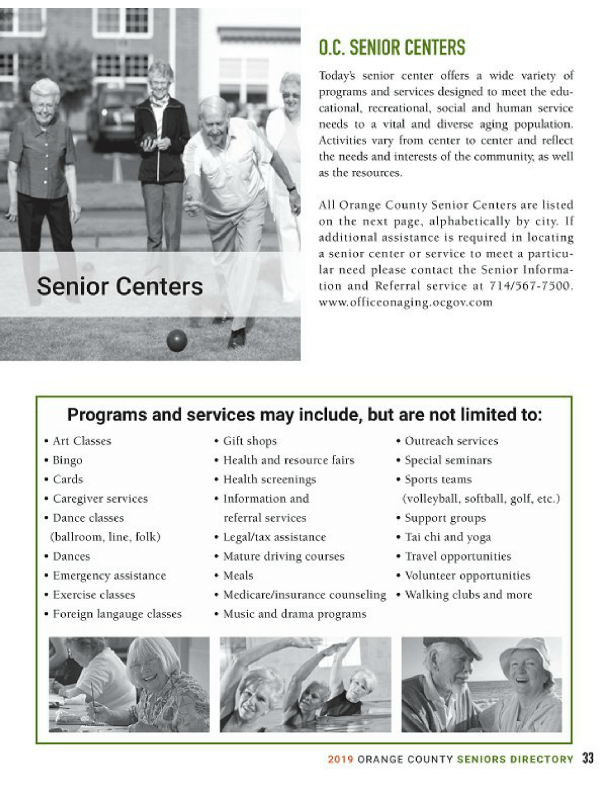 O.C. SENIOR CENTERS
Today's senior center offers a wide variety of
programs and services designed to meet the edu-
cational, recreational, social and human service
needs to a vital and diverse aging population.
Activities vary from center to center and reflect
the needs and interests of the community, as well
as the resources.
All Orange County Senior Centers are listed
on the next page, alphabetically by city. If
additional assistance is required in locating
a senior center or service to meet a particu-
lar need please contact the Senior Informa-
tion and Referral service at 714/567-7500.
www.officeonaging.ocgov.com
Senior Centers
Programs and services may include, but are not limited to:
• Art Classes
• Bingo
• Cards
• Caregiver services
• Dance classes
(ballroom, line, folk)
• Dances
• Emergency assistance
• Exercise classes
• Foreign langauge classes
• Gift shops
• Health and resource fairs
• Health screenings
• Information and
referral services
• Legal/tax assistance
• Mature driving courses
• Meals
• Medicare/insurance counseling
• Music and drama programs
• Outreach services
• Special seminars
• Sports teams
(volleyball, softball, golf, etc.)
• Support groups
• Tai chi and yoga
• Travel opportunities
• Volunteer opportunities
• Walking clubs and more
2019 ORANGE COUNTY SENIORS DIRECTORY 33